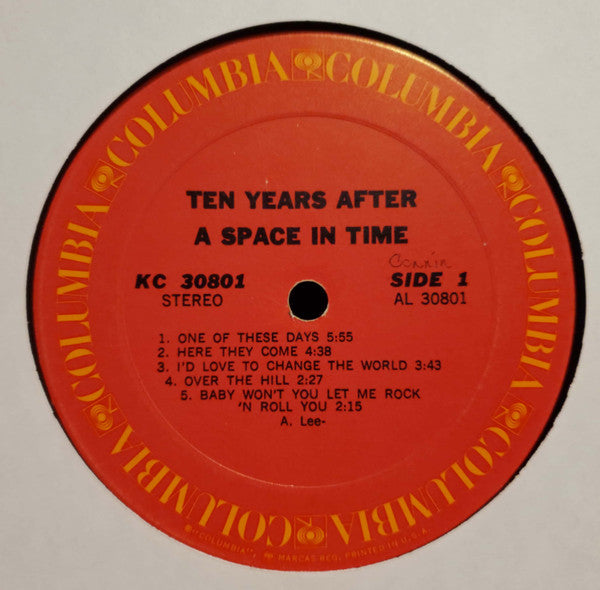 COLUMBIA COLUMBIA COLUMBIA COLUMBIA COLUMBIA COLUMBIA
TEN YEARS AFTER
A SPACE IN TIME
KC 30801
STEREO
SIDE 1
AL 30801
1. ONE OF THESE DAYS 5:55
2. HERE THEY COME 4:38
3. I'D LOVE TO CHANGE THE WORLD 3:43
4. OVER THE HILL 2:27
5. BABY WON'T YOU LET ME ROCK
'N ROLL YOU 2:15
A. Lee-
"COLUMBIA", MARCAS REG. PRINTED IN U.S.A.